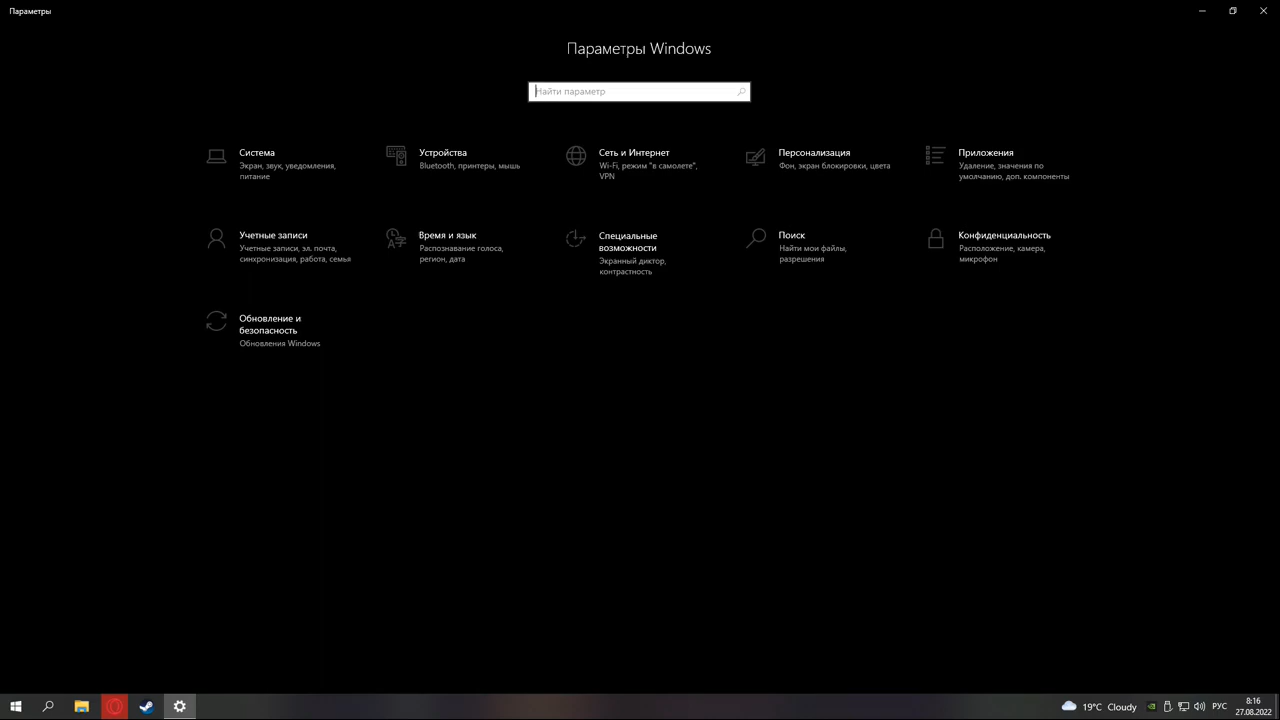 Параметры
Параметры Windows
Найти параметр
Система
Экран, звук, уведомления,
питание
Устройства
Bluetooth, принтеры, мышь
Сеть и Интернет
Wi-Fi, режим "в самолете",
VPN
Персонализация
Фон, экран блокировки, цвета
Приложения
Удаление, значения по
умолчанию, доп. компоненты
Учетные записи
Учетные записи, эл. почта,
синхронизация, работа, семья
Время и язык
Распознавание голоса,
регион, дата
Специальные
возможности
Экранный диктор,
контрастность
Поиск
Найти мои файлы,
разрешения
Конфиденциальность
Расположение, камера,
микрофон
Обновление и
безопасность
Обновления Windows
19°C Cloudy
РУС
8:16
27.08.2022